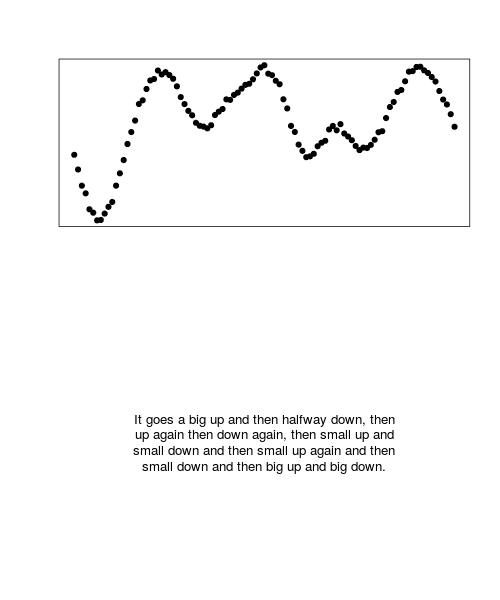 It goes a big up and then halfway down, then
up again then down again, then small up and
small down and then small up again and then
small down and then big up and big down.